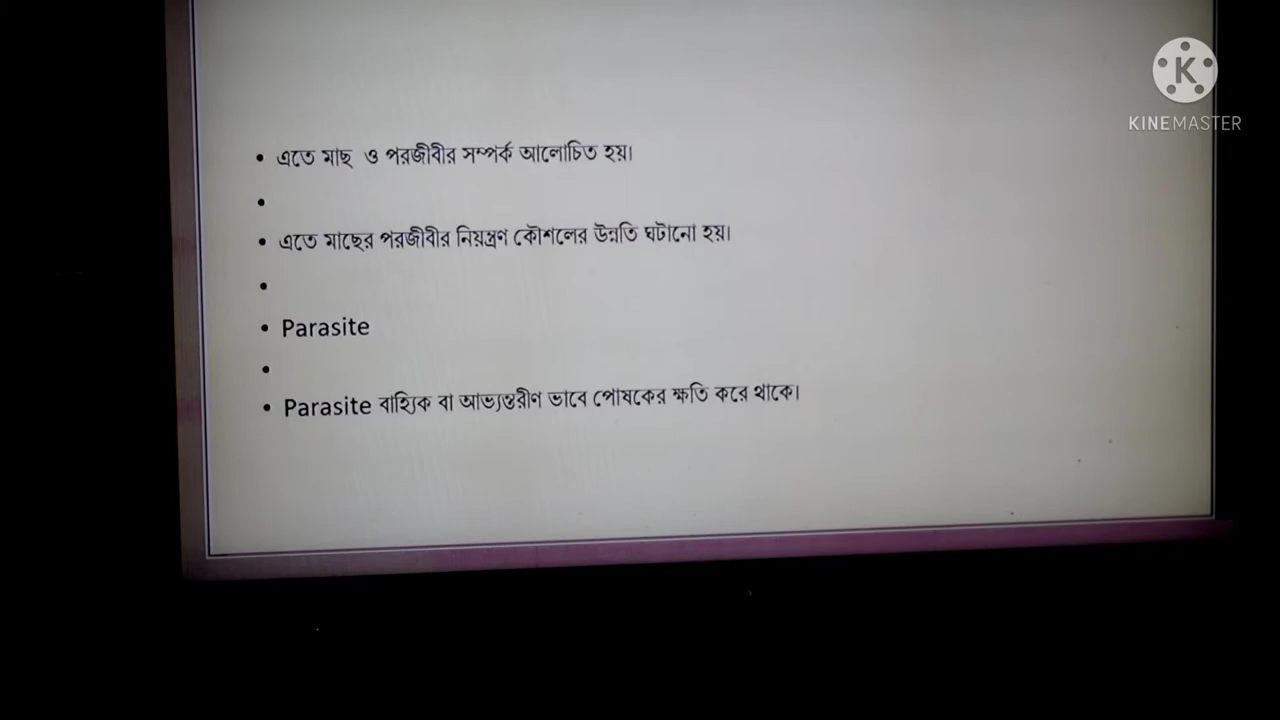 • এতে মাছ ও পরজীবীর সম্পর্ক আলোচিত হয়।
•
• এতে মাছের পরজীবীর নিয়ন্ত্রণ কৌশলের উন্নতি ঘটানো হয়।
•
• Parasite
•
• Parasite বাহ্যিক বা আভ্যন্তরীণ ভাবে পোষকের ক্ষতি করে থাকে।
K
KINEMASTER